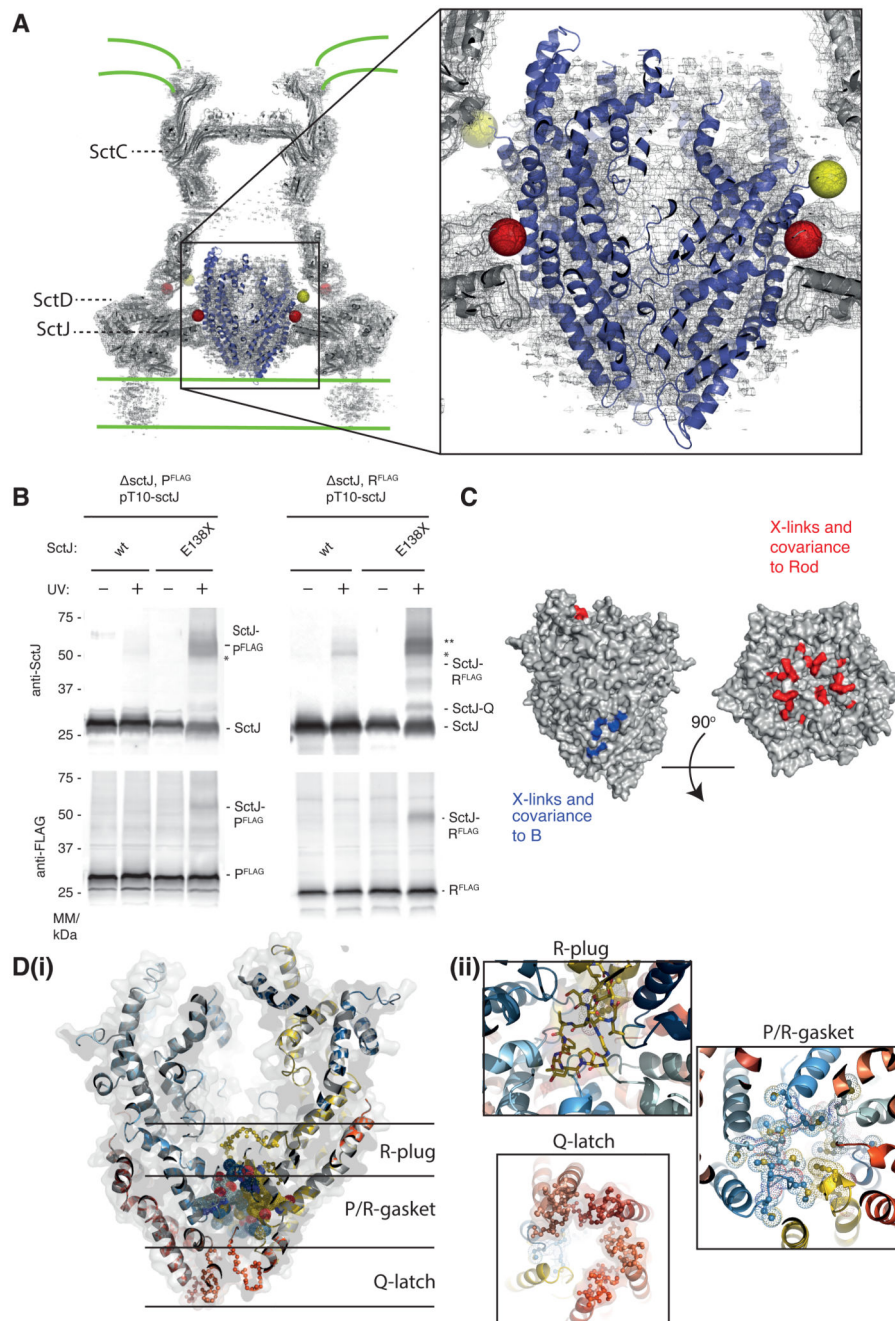 A
SctC
SctD
SctJ
B
ΔsctJ, P^FLAG
pT10-sctJ
ΔsctJ, R^FLAG
pT10-sctJ
SctJ:
wt
E138X
wt
E138X
UV:
−
+
−
+
−
+
−
+
anti-SctJ
75 -
50 -
37 -
25 -
SctJ-
P^FLAG
*
SctJ
**
*
SctJ-
R^FLAG
SctJ-Q
SctJ
anti-FLAG
75 -
50 -
37 -
25 -
MM/
kDa
SctJ-
P^FLAG
P^FLAG
SctJ-
R^FLAG
R^FLAG
C
X-links and
covariance
to Rod
90°
X-links and
covariance
to B
D(i)
R-plug
P/R-gasket
Q-latch
(ii)
R-plug
P/R-gasket
Q-latch